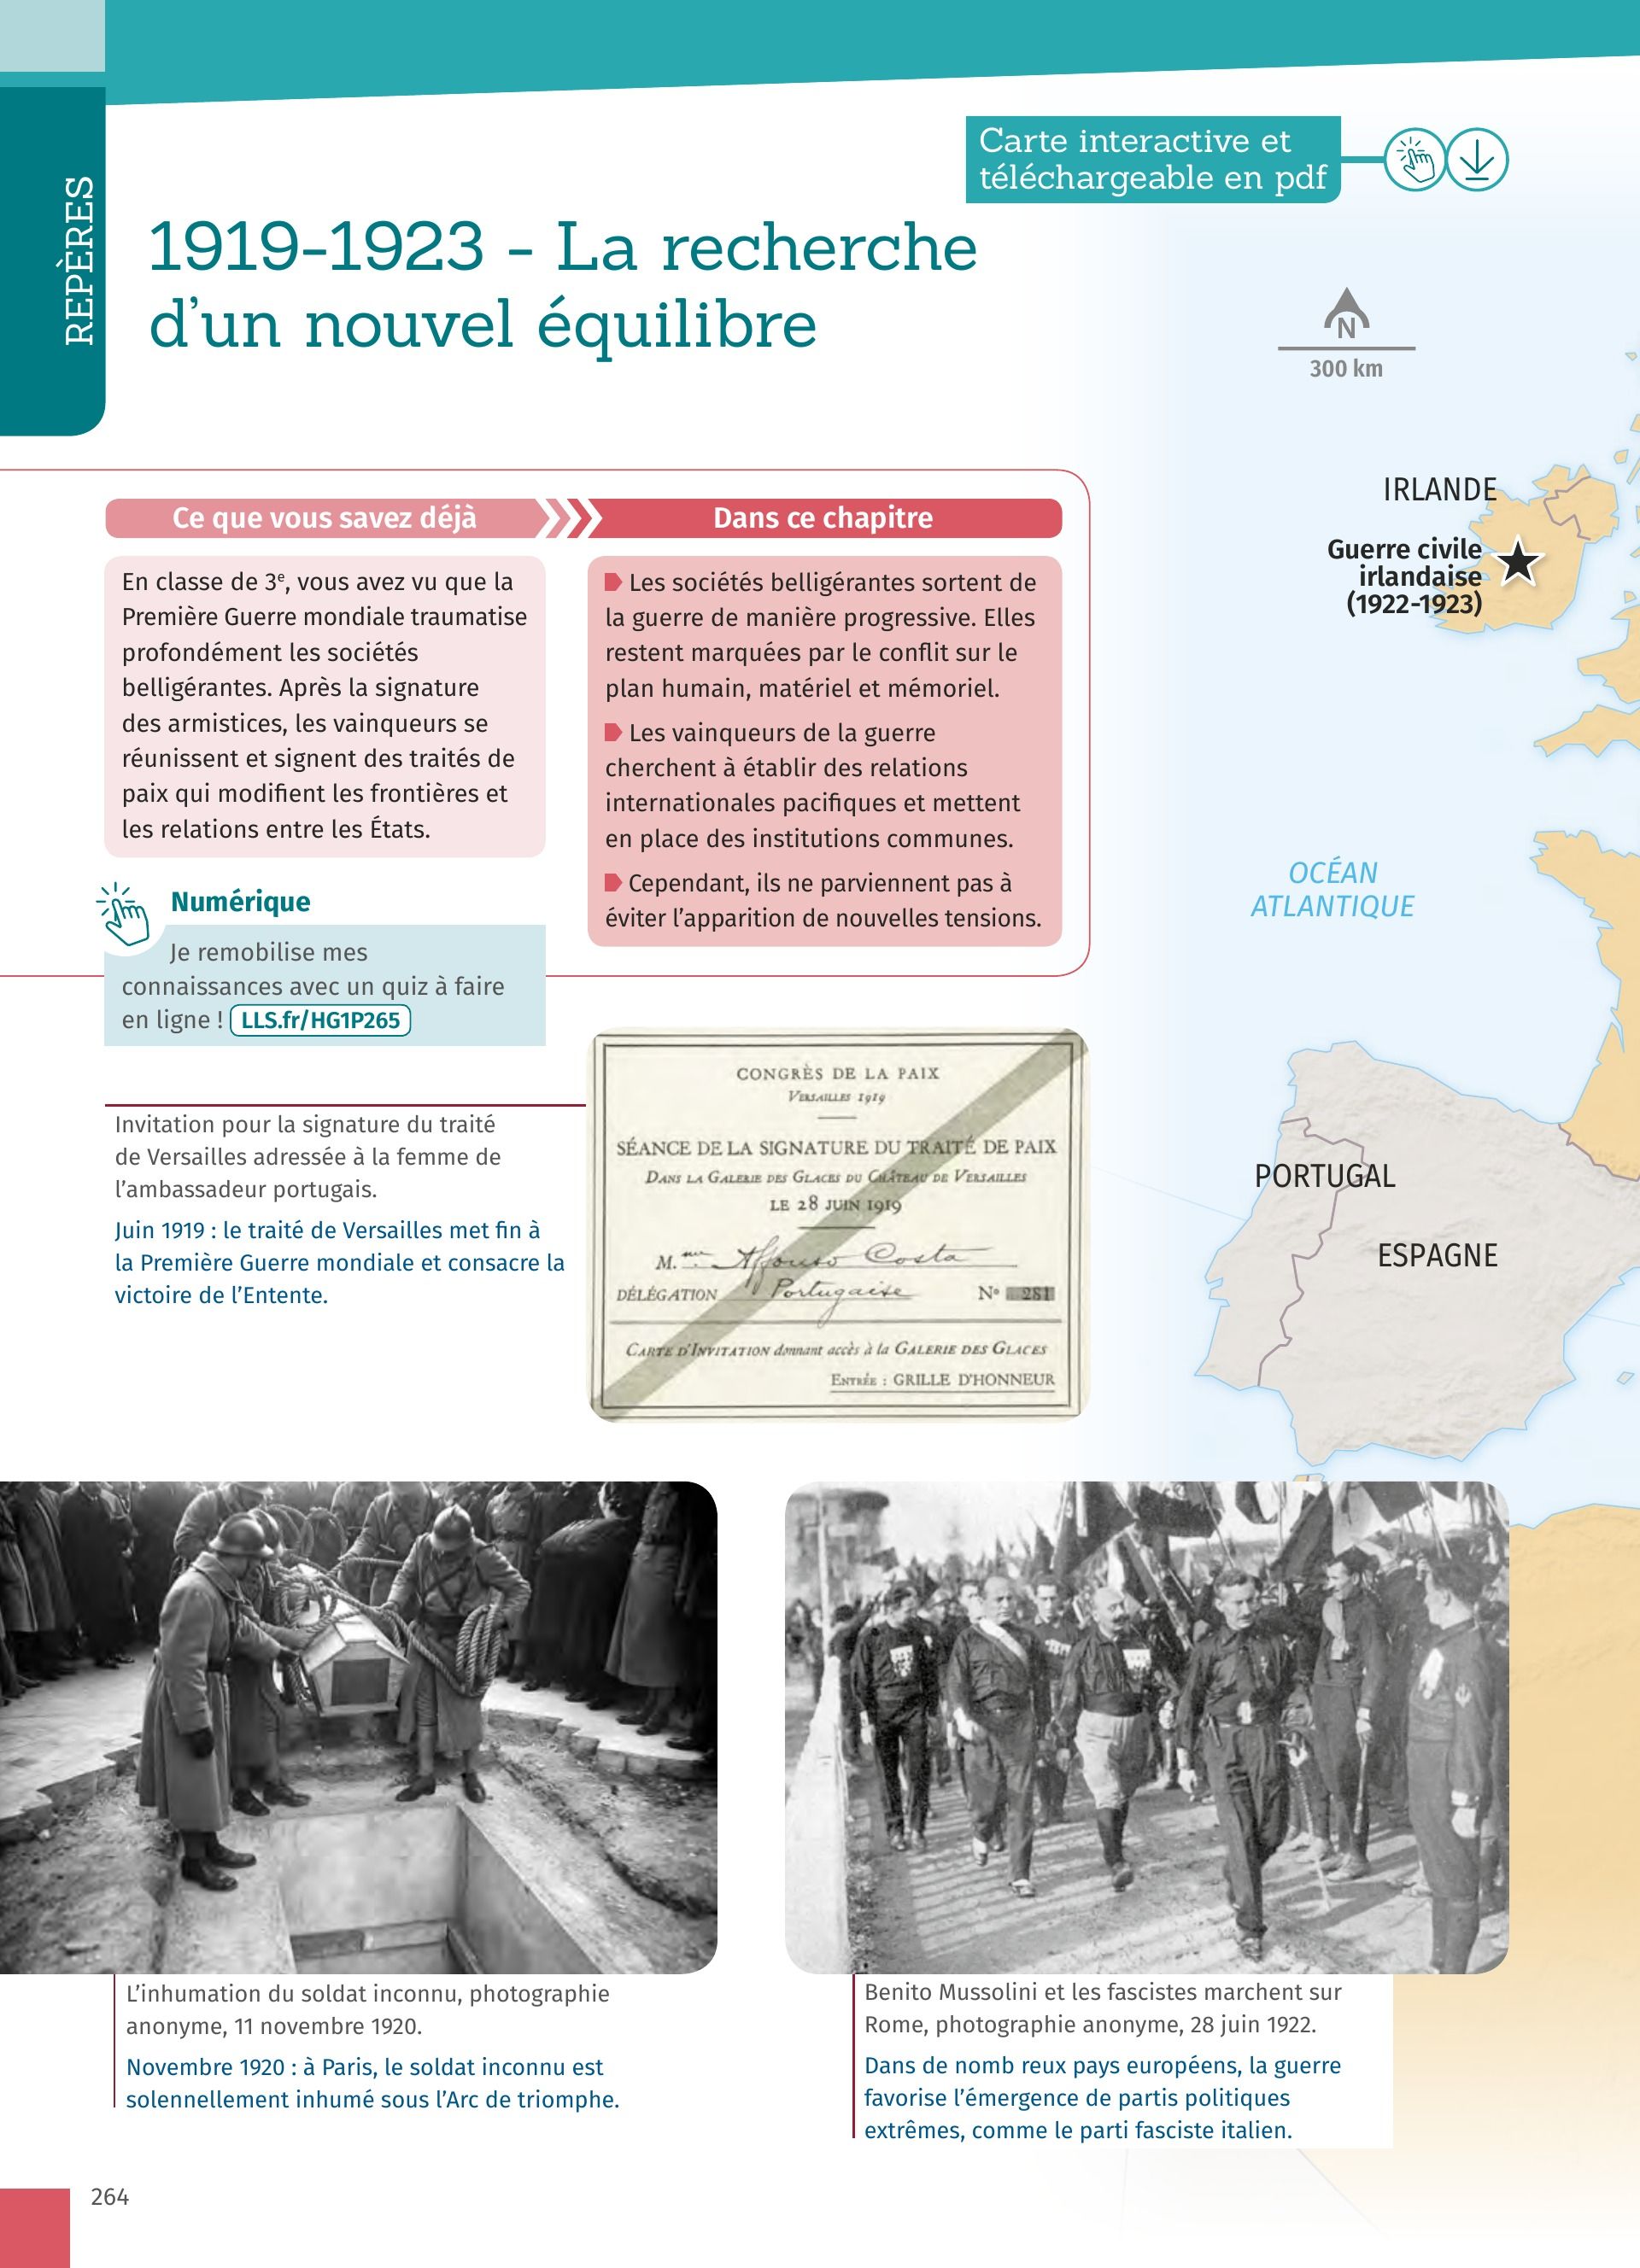 REPÈRES
Carte interactive et
téléchargeable en pdf
1919-1923 - La recherche
d'un nouvel équilibre
N
300 km
Ce que vous savez déjà
En classe de 3e, vous avez vu que la
Première Guerre mondiale traumatise
profondément les sociétés
belligérantes. Après la signature
des armistices, les vainqueurs se
réunissent et signent des traités de
paix qui modifient les frontières et
les relations entre les États.
Dans ce chapitre
Les sociétés belligérantes sortent de
la guerre de manière progressive. Elles
restent marquées par le conflit sur le
plan humain, matériel et mémoriel.
Les vainqueurs de la guerre
cherchent à établir des relations
internationales pacifiques et mettent
en place des institutions communes.
Cependant, ils ne parviennent pas à
éviter l'apparition de nouvelles tensions.
Numérique
Je remobilise mes
connaissances avec un quiz à faire
en ligne ! LLS.fr/HG1P265
IRLANDE
Guerre civile
irlandaise
(1922-1923)
OCÉAN
ATLANTIQUE
PORTUGAL
ESPAGNE
Invitation pour la signature du traité
de Versailles adressée à la femme de
l'ambassadeur portugais.
Juin 1919 : le traité de Versailles met fin à
la Première Guerre mondiale et consacre la
victoire de l'Entente.
CONGRÈS DE LA PAIX
VERSAILLES 1919
SÉANCE DE LA SIGNATURE DU TRAITÉ DE PAIX
DANS LA GALERIE DES GLACES DU CHÂTEAU DE VERSAILLES
LE 28 JUIN 1919
M.me Affonso Costa
DÉLÉGATION Portugaise N° 281
CARTE D'INVITATION donnant accès à la GALERIE DES GLACES
ENTRÉE : GRILLE D'HONNEUR
L'inhumation du soldat inconnu, photographie
anonyme, 11 novembre 1920.
Novembre 1920 : à Paris, le soldat inconnu est
solennellement inhumé sous l'Arc de triomphe.
Benito Mussolini et les fascistes marchent sur
Rome, photographie anonyme, 28 juin 1922.
Dans de nomb reux pays européens, la guerre
favorise l'émergence de partis politiques
extrêmes, comme le parti fasciste italien.
264